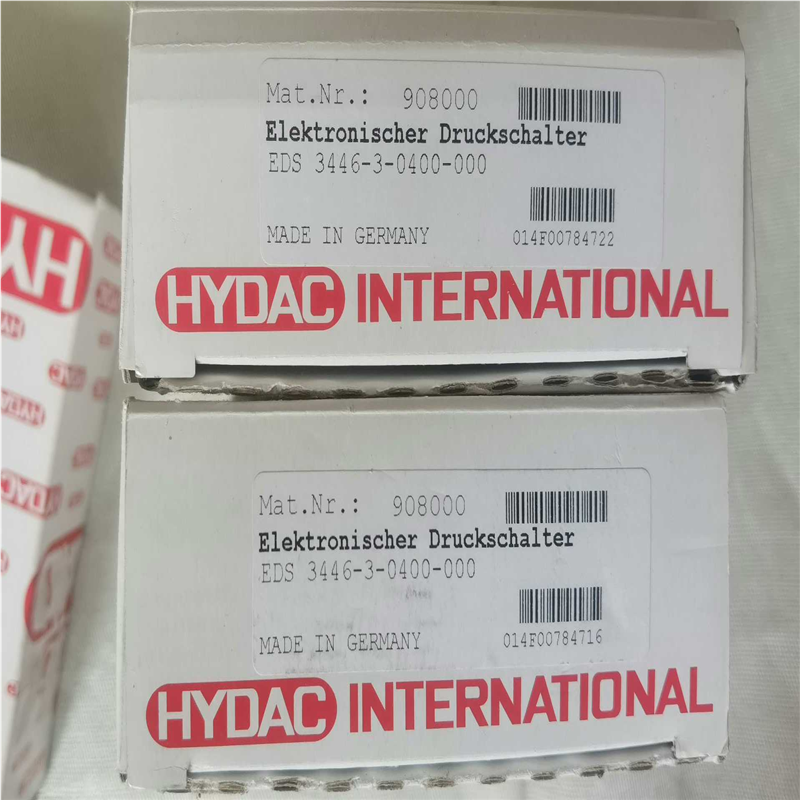 Mat.Nr.: 908000
Elektronischer Druckschalter
EDS 3446-3-0400-000
MADE IN GERMANY 014F00784722
HYDAC INTERNATIONAL
Mat.Nr.: 908000
Elektronischer Druckschalter
EDS 3446-3-0400-000
MADE IN GERMANY 014F00784716
HYDAC INTERNATIONAL